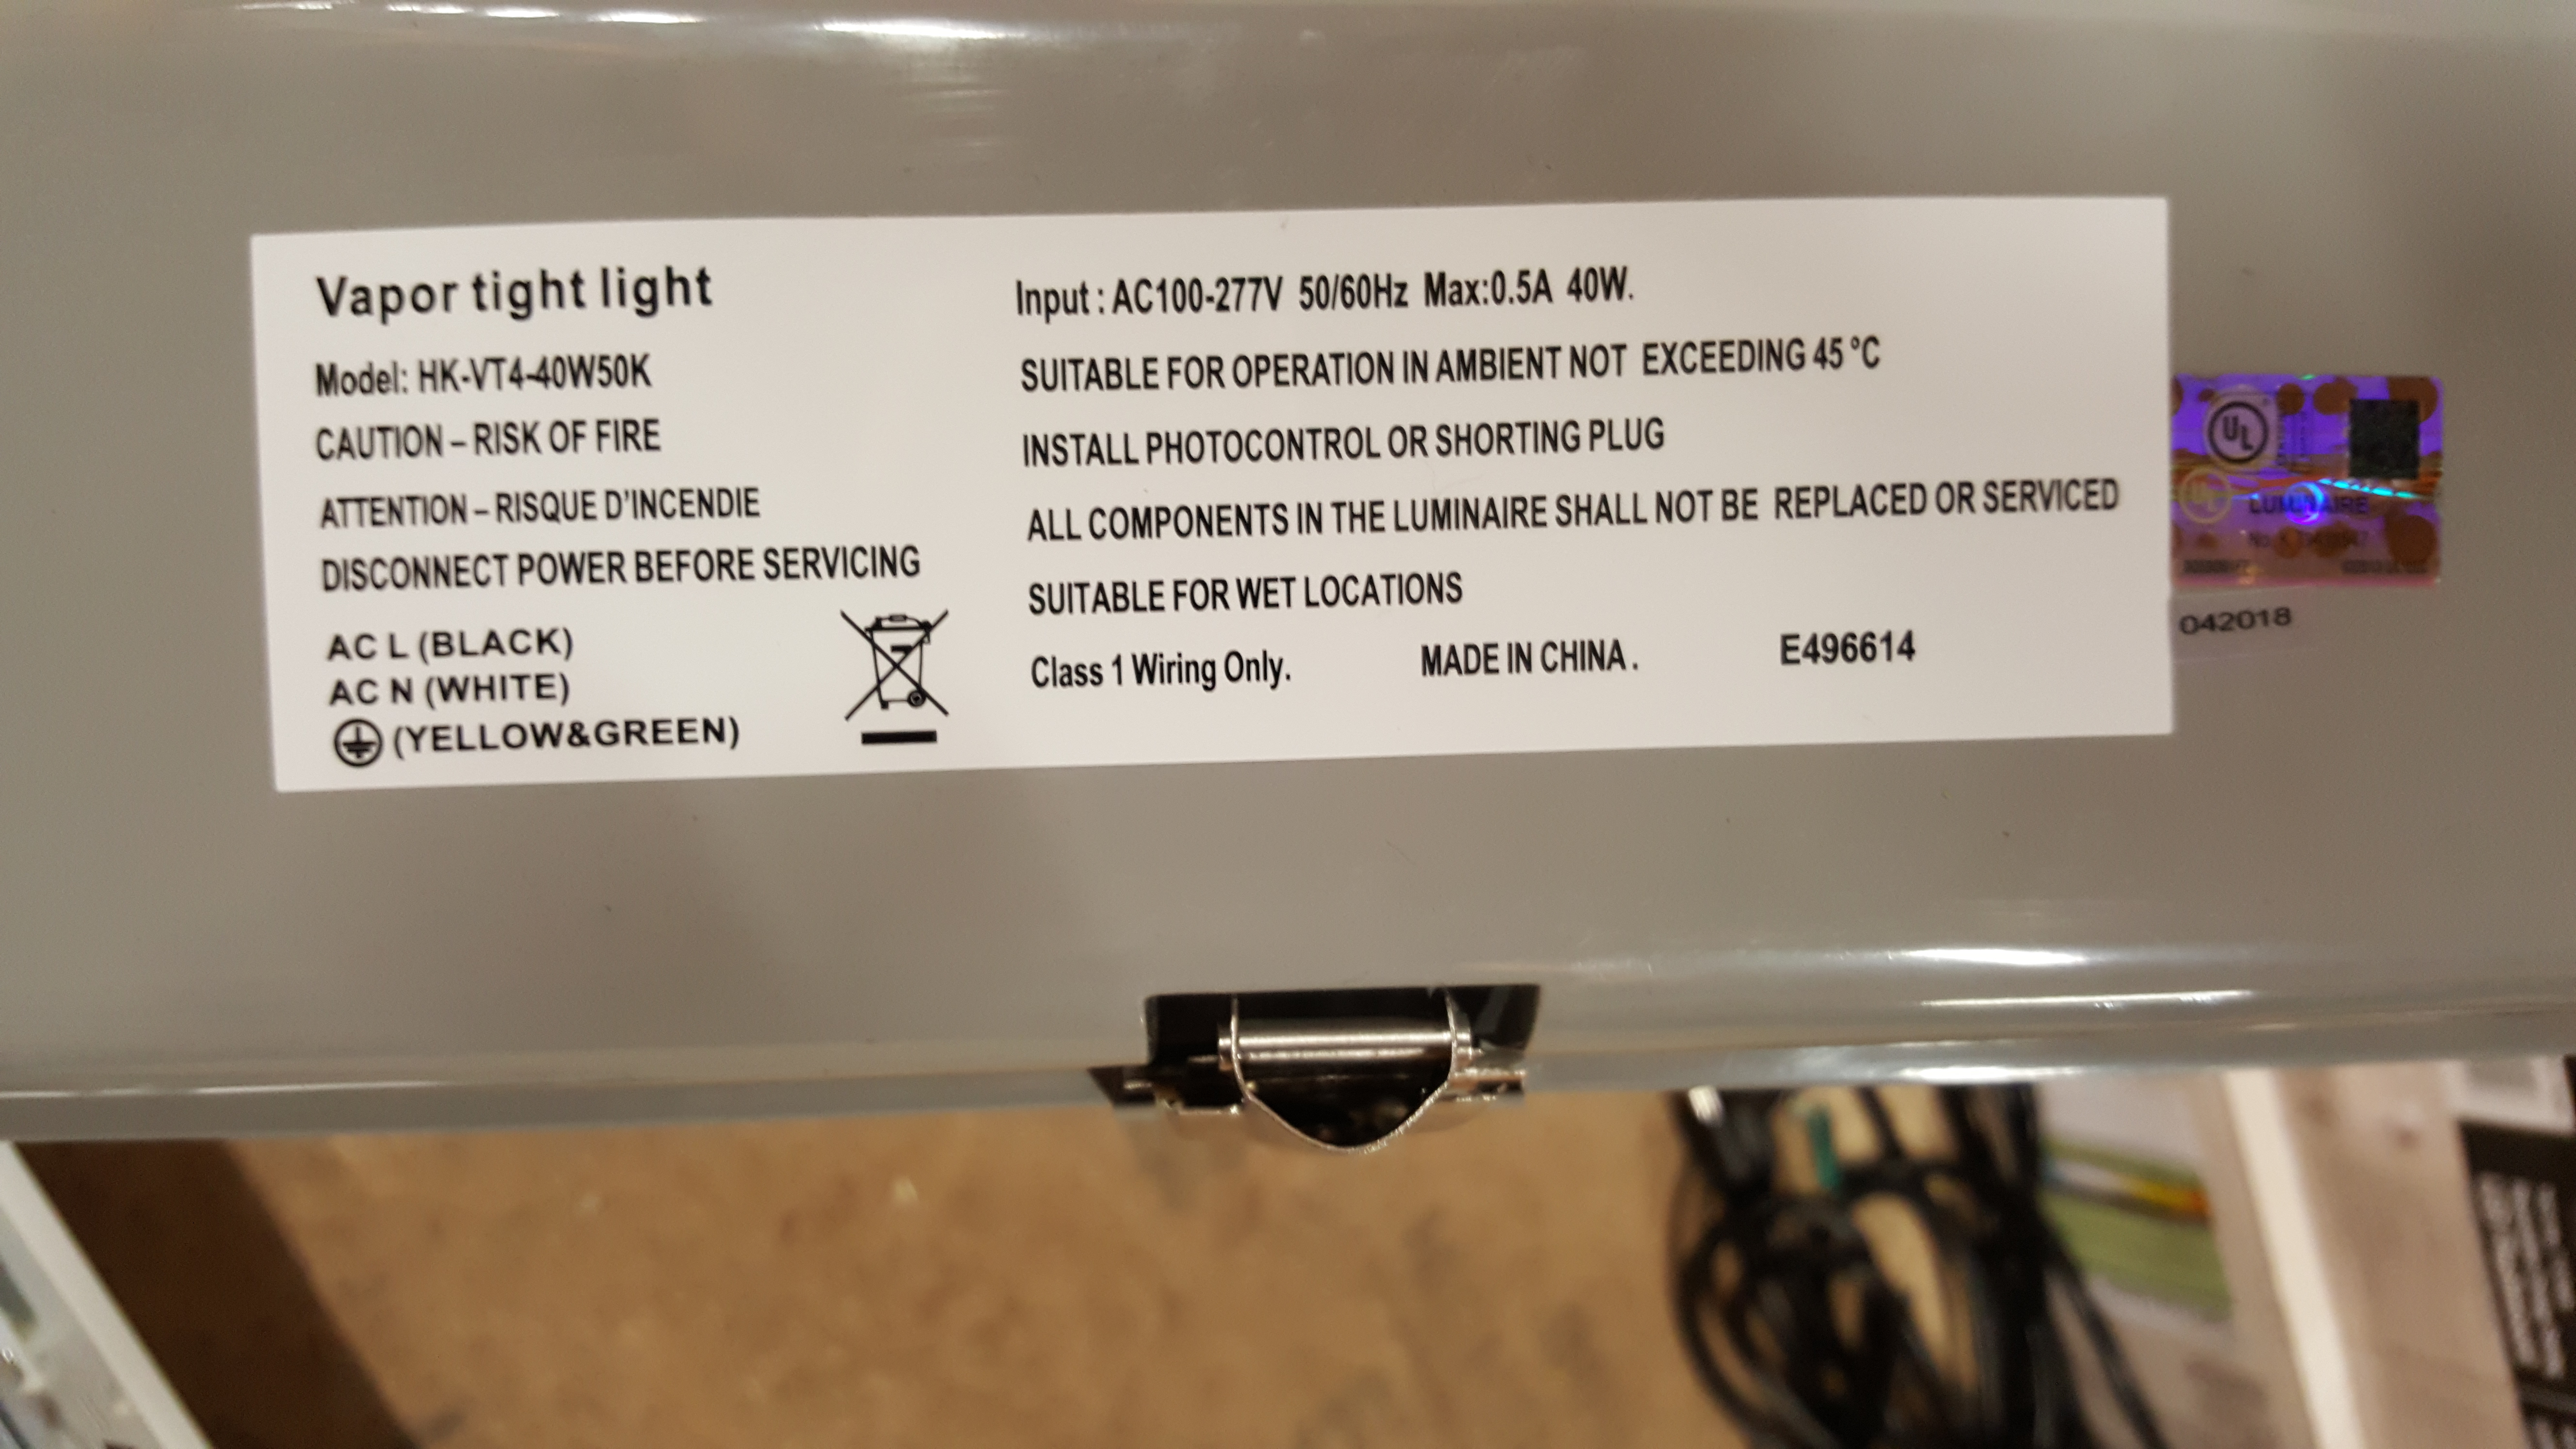 Vapor tight light
Model: HK-VT4-40W50K
CAUTION – RISK OF FIRE
ATTENTION – RISQUE D'INCENDIE
DISCONNECT POWER BEFORE SERVICING
AC L (BLACK)
AC N (WHITE)
(YELLOW&GREEN)
Input : AC100-277V 50/60Hz Max:0.5A 40W.
SUITABLE FOR OPERATION IN AMBIENT NOT EXCEEDING 45 °C
INSTALL PHOTOCONTROL OR SHORTING PLUG
ALL COMPONENTS IN THE LUMINAIRE SHALL NOT BE REPLACED OR SERVICED
SUITABLE FOR WET LOCATIONS
Class 1 Wiring Only. MADE IN CHINA . E496614
UL
LUMINAIRE
042018